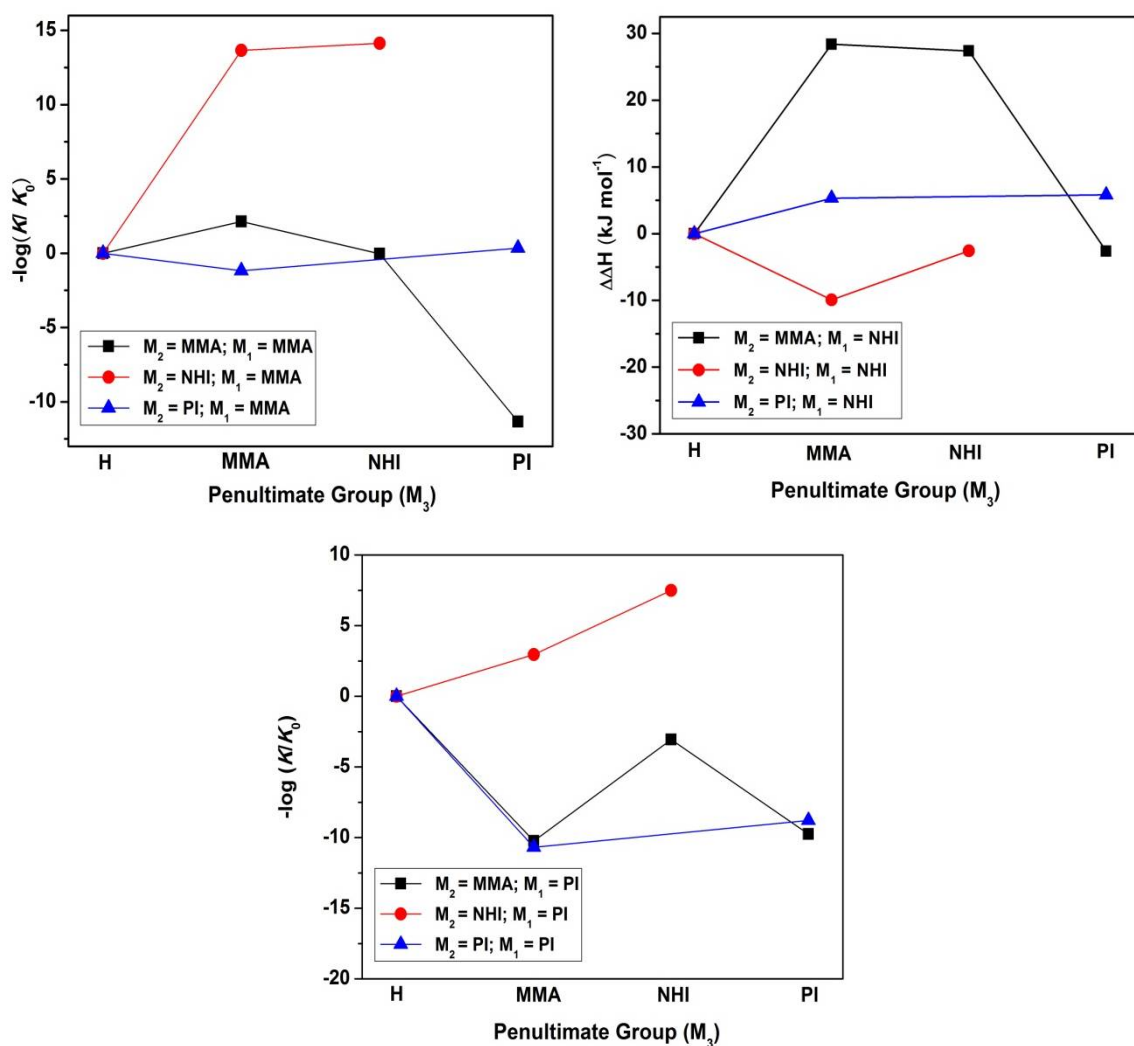 15
10
5
0
-5
-10
-log(K/ K₀)
M₂ = MMA; M₁ = MMA
M₂ = NHI; M₁ = MMA
M₂ = PI; M₁ = MMA
H MMA NHI PI
Penultimate Group (M₃)
30
20
10
0
-10
-20
-30
ΔΔH (kJ mol⁻¹)
M₂ = MMA; M₁ = NHI
M₂ = NHI; M₁ = NHI
M₂ = PI; M₁ = NHI
H MMA NHI PI
Penultimate Group (M₃)
10
5
0
-5
-10
-15
-20
-log (K/K₀)
M₂ = MMA; M₁ = PI
M₂ = NHI; M₁ = PI
M₂ = PI; M₁ = PI
H MMA NHI PI
Penultimate Group (M₃)